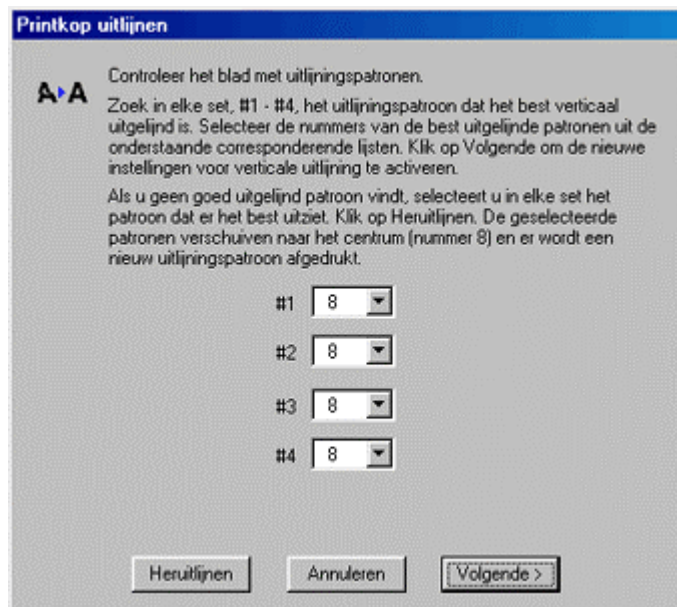 Printkop uitlijnen
Controleer het blad met uitlijningspatronen.
A A
Zoek in elke set, #1 - #4, het uitlijningspatroon dat het best verticaal
uitgelijnd is. Selecteer de nummers van de best uitgelijnde patronen uit de
onderstaande corresponderende lijsten. Klik op Volgende om de nieuwe
instellingen voor verticale uitlijning te activeren.
Als u geen goed uitgelijnd patroon vindt, selecteert u in elke set het
patroon dat er het best uitziet. Klik op Heruitlijnen. De geselecteerde
patronen verschuiven naar het centrum (nummer 8) en er wordt een
nieuw uitlijningspatroon afgedrukt.
#1 8
#2 8
#3 8
#4 8
Heruitlijnen Annuleren Volgende >